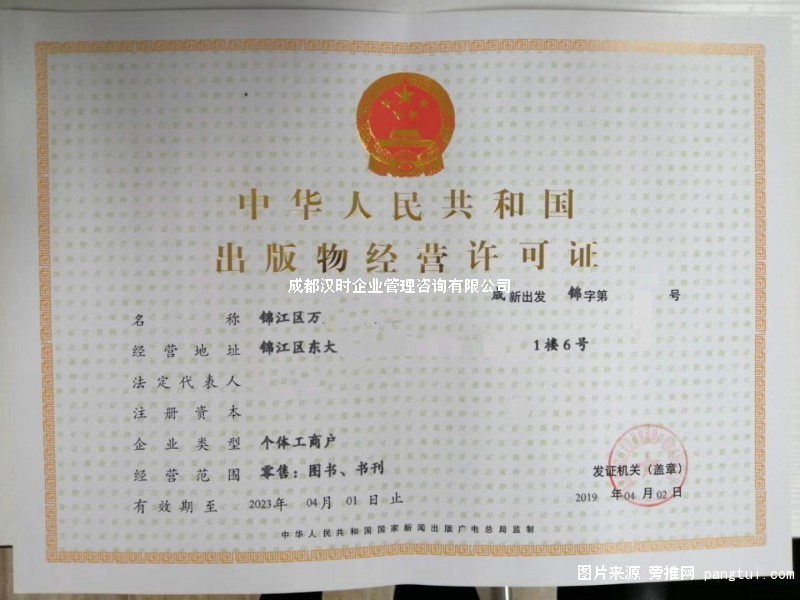 中华人民共和国
出版物经营许可证
成都汉时企业管理咨询有限公司
成新出发 锦字第 号
名 称 锦江区万
经营地址 锦江区东大 1楼6号
法定代表人
注册资本
企业类型 个体工商户
经营范围 零售：图书、书刊
发证机关（盖章）
有效期至 2023年 04月 01日止
2019 年04月02日
中华人民共和国国家新闻出版广电总局监制
图片来源 旁推网 pangtui.com